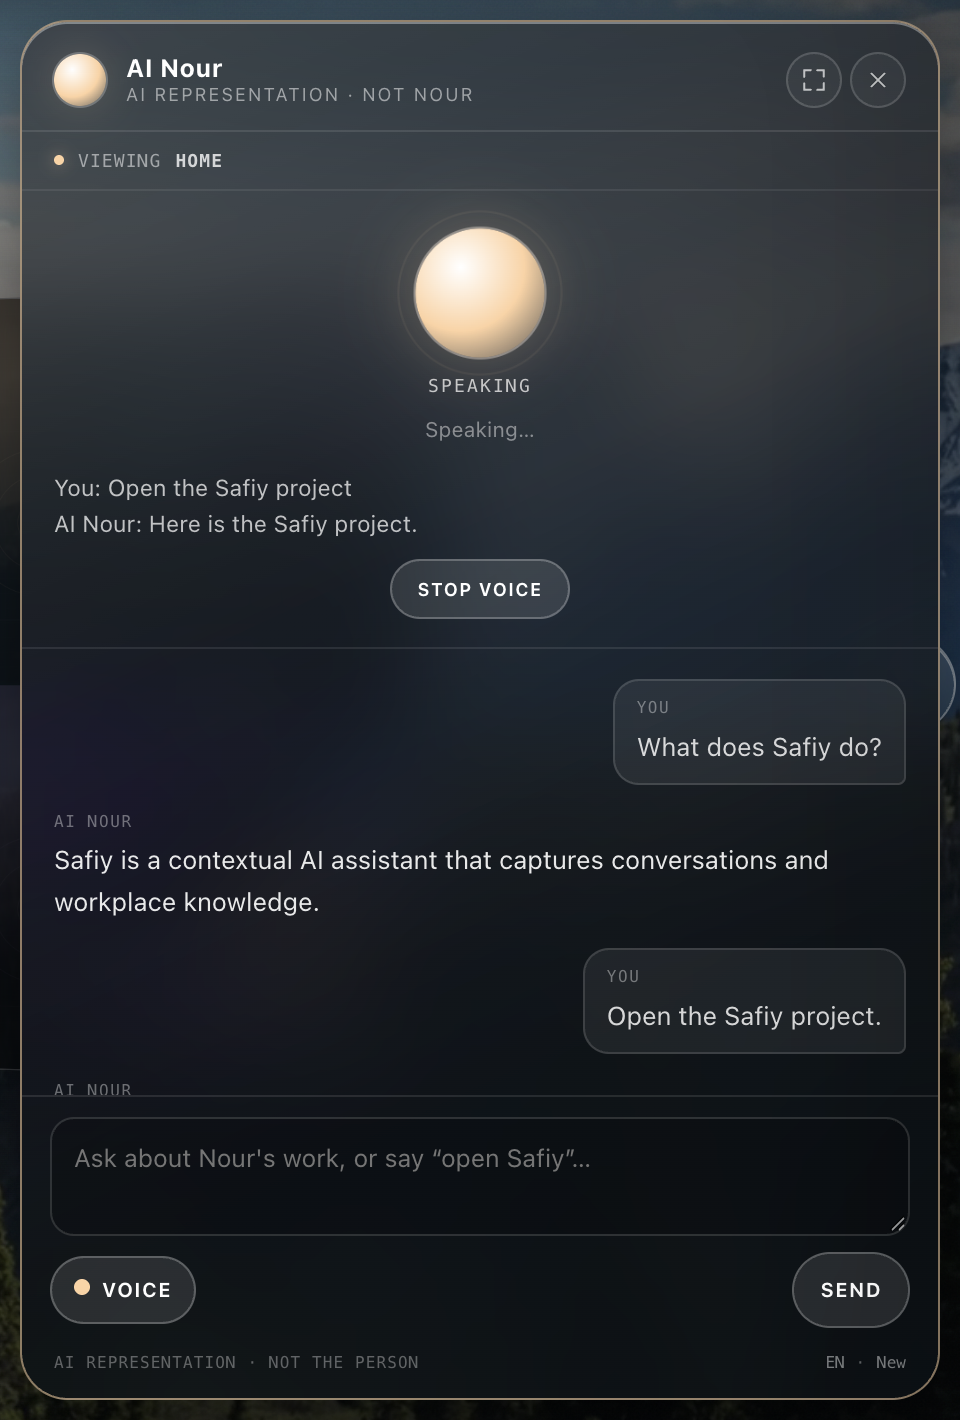 AI Nour
AI REPRESENTATION · NOT NOUR
VIEWING HOME
SPEAKING
Speaking…
You: Open the Safiy project
AI Nour: Here is the Safiy project.
STOP VOICE
YOU
What does Safiy do?
AI NOUR
Safiy is a contextual AI assistant that captures conversations and
workplace knowledge.
YOU
Open the Safiy project.
AI NOUR
Ask about Nour's work, or say “open Safiy”…
VOICE
SEND
AI REPRESENTATION · NOT THE PERSON
EN · New